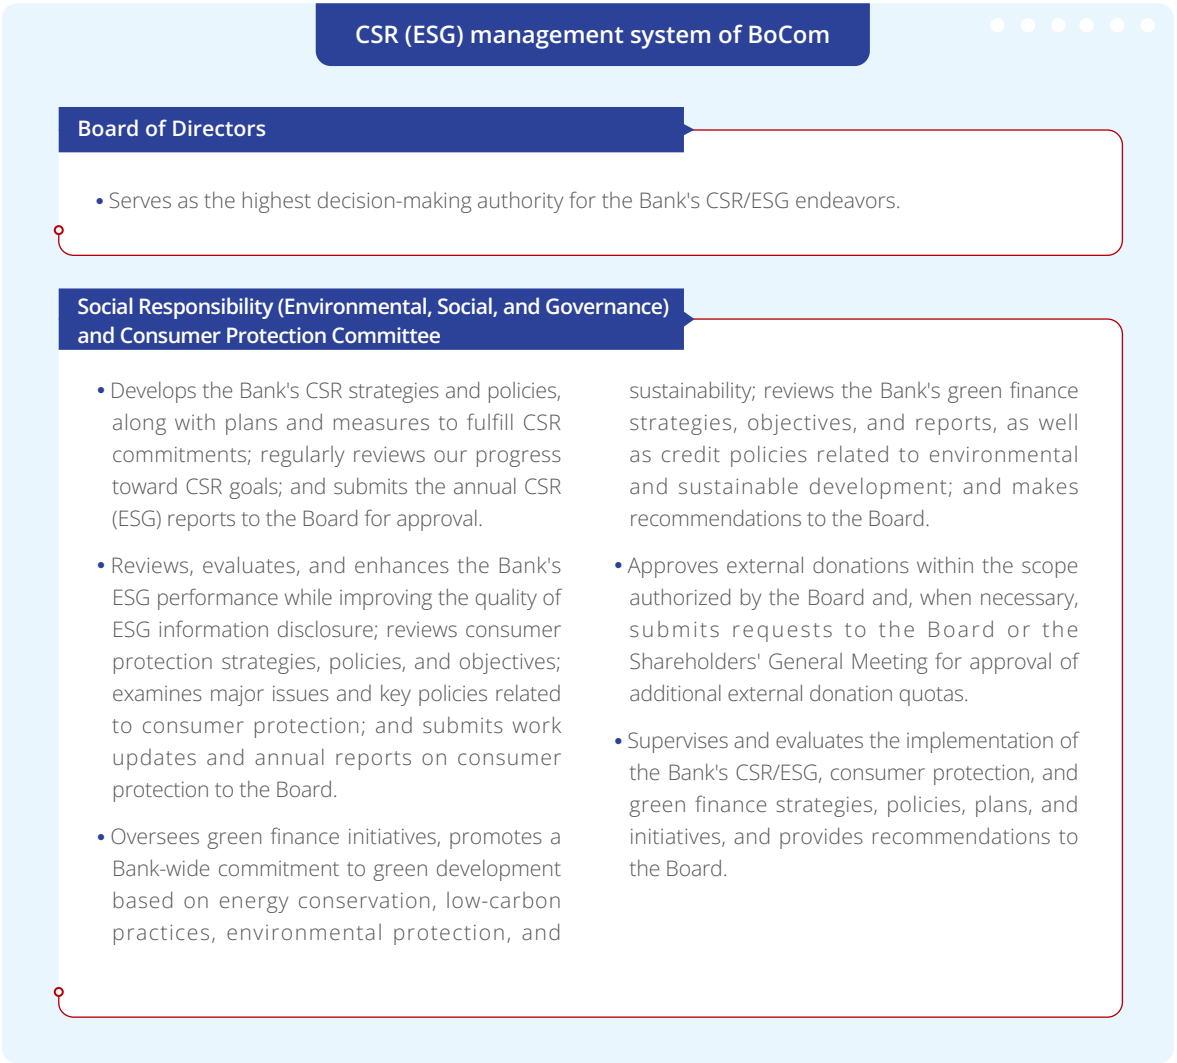 CSR (ESG) management system of BoCom
Board of Directors
• Serves as the highest decision-making authority for the Bank's CSR/ESG endeavors.
Social Responsibility (Environmental, Social, and Governance)
and Consumer Protection Committee
• Develops the Bank's CSR strategies and policies,
along with plans and measures to fulfill CSR
commitments; regularly reviews our progress
toward CSR goals; and submits the annual CSR
(ESG) reports to the Board for approval.
• Reviews, evaluates, and enhances the Bank's
ESG performance while improving the quality of
ESG information disclosure; reviews consumer
protection strategies, policies, and objectives;
examines major issues and key policies related
to consumer protection; and submits work
updates and annual reports on consumer
protection to the Board.
• Oversees green finance initiatives, promotes a
Bank-wide commitment to green development
based on energy conservation, low-carbon
practices, environmental protection, and
sustainability; reviews the Bank's green finance
strategies, objectives, and reports, as well
as credit policies related to environmental
and sustainable development; and makes
recommendations to the Board.
• Approves external donations within the scope
authorized by the Board and, when necessary,
submits requests to the Board or the
Shareholders' General Meeting for approval of
additional external donation quotas.
• Supervises and evaluates the implementation of
the Bank's CSR/ESG, consumer protection, and
green finance strategies, policies, plans, and
initiatives, and provides recommendations to
the Board.